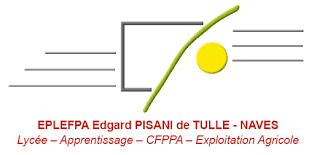 EPLEFPA Edgard PISANI de TULLE - NAVES
Lycée – Apprentissage – CFPPA – Exploitation Agricole